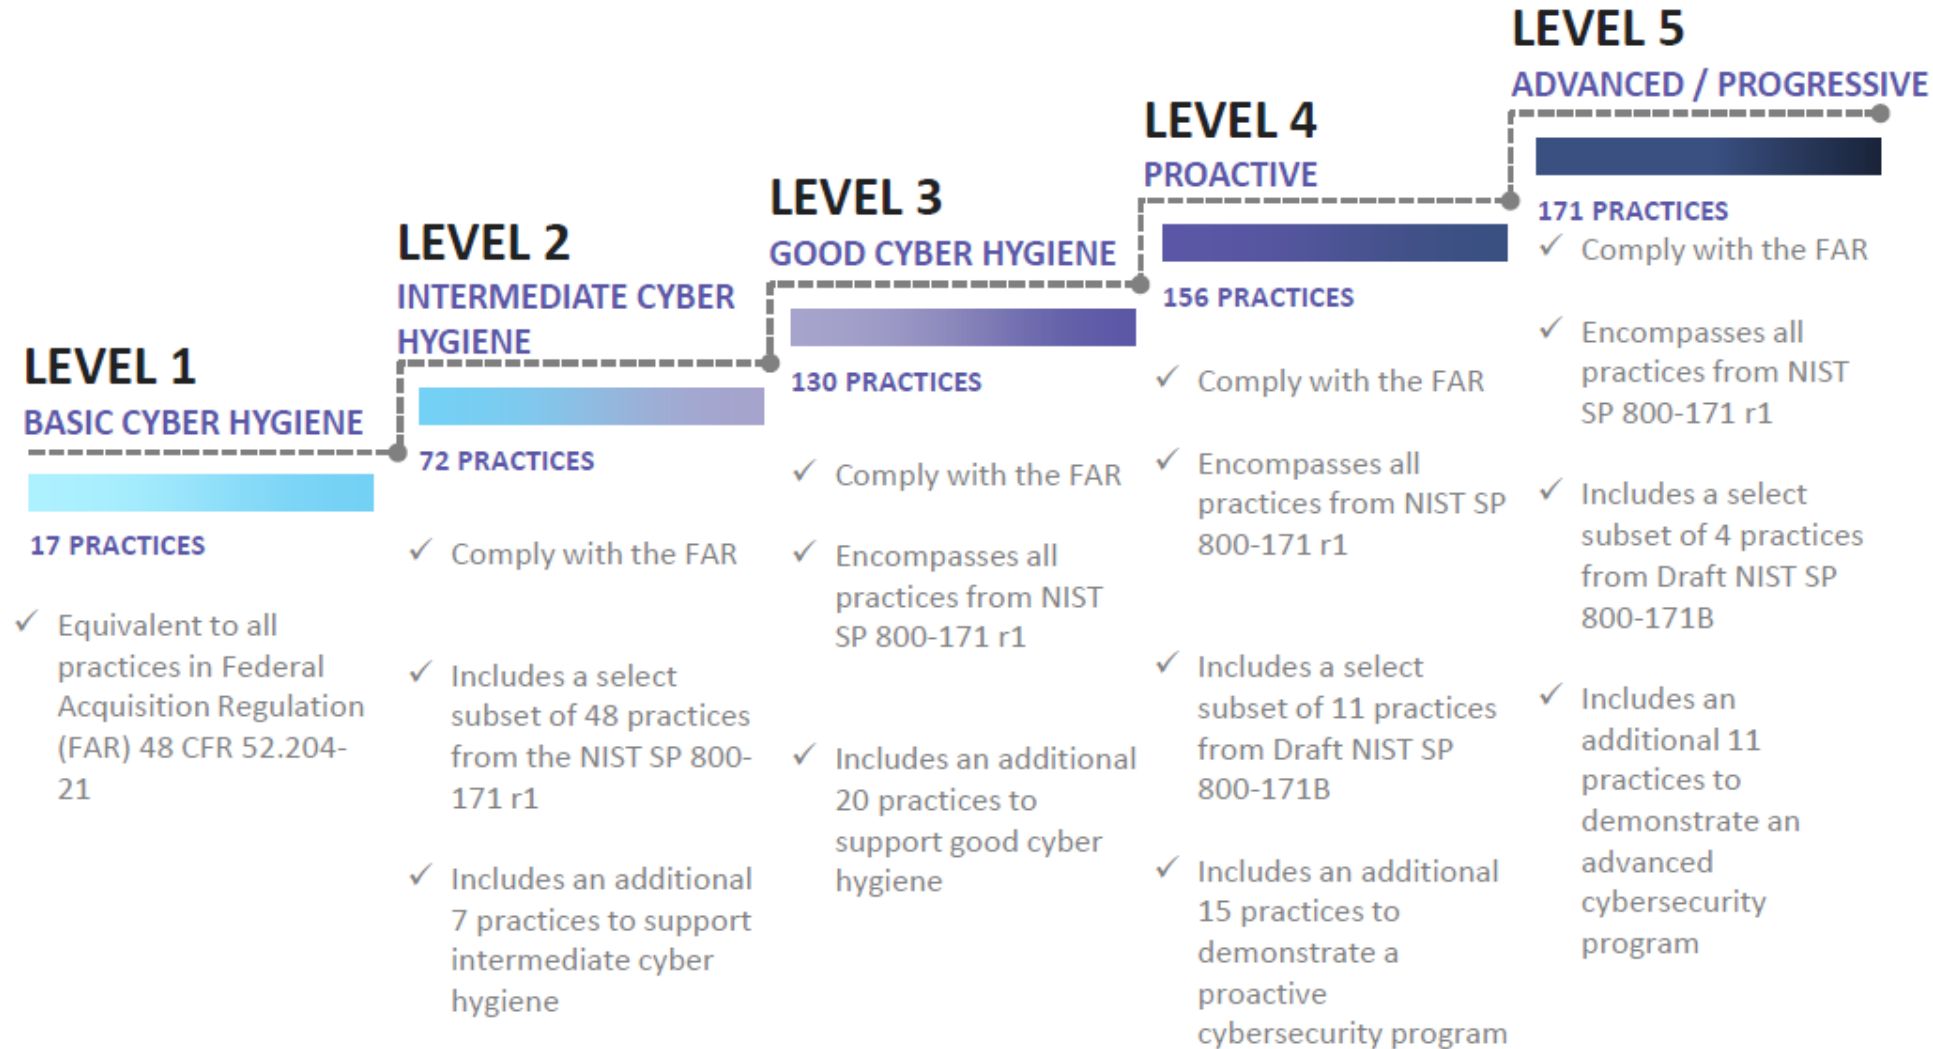 LEVEL 1
BASIC CYBER HYGIENE
17 PRACTICES
✓ Equivalent to all
practices in Federal
Acquisition Regulation
(FAR) 48 CFR 52.204-
21
LEVEL 2
INTERMEDIATE CYBER
HYGIENE
72 PRACTICES
✓ Comply with the FAR
✓ Includes a select
subset of 48 practices
from the NIST SP 800-
171 r1
✓ Includes an additional
7 practices to support
intermediate cyber
hygiene
LEVEL 3
GOOD CYBER HYGIENE
130 PRACTICES
✓ Comply with the FAR
✓ Encompasses all
practices from NIST
SP 800-171 r1
✓ Includes an additional
20 practices to
support good cyber
hygiene
LEVEL 4
PROACTIVE
156 PRACTICES
✓ Comply with the FAR
✓ Encompasses all
practices from NIST SP
800-171 r1
✓ Includes a select
subset of 11 practices
from Draft NIST SP
800-171B
✓ Includes an additional
15 practices to
demonstrate a
proactive
cybersecurity program
LEVEL 5
ADVANCED / PROGRESSIVE
171 PRACTICES
✓ Comply with the FAR
✓ Encompasses all
practices from NIST
SP 800-171 r1
✓ Includes a select
subset of 4 practices
from Draft NIST SP
800-171B
✓ Includes an
additional 11
practices to
demonstrate an
advanced
cybersecurity
program